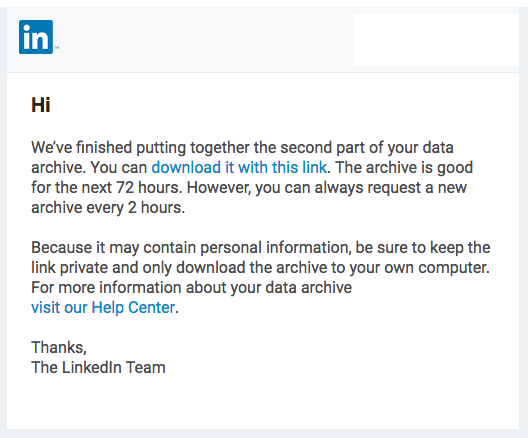 in
Hi
We've finished putting together the second part of your data
archive. You can download it with this link. The archive is good
for the next 72 hours. However, you can always request a new
archive every 2 hours.
Because it may contain personal information, be sure to keep the
link private and only download the archive to your own computer.
For more information about your data archive
visit our Help Center.
Thanks,
The LinkedIn Team